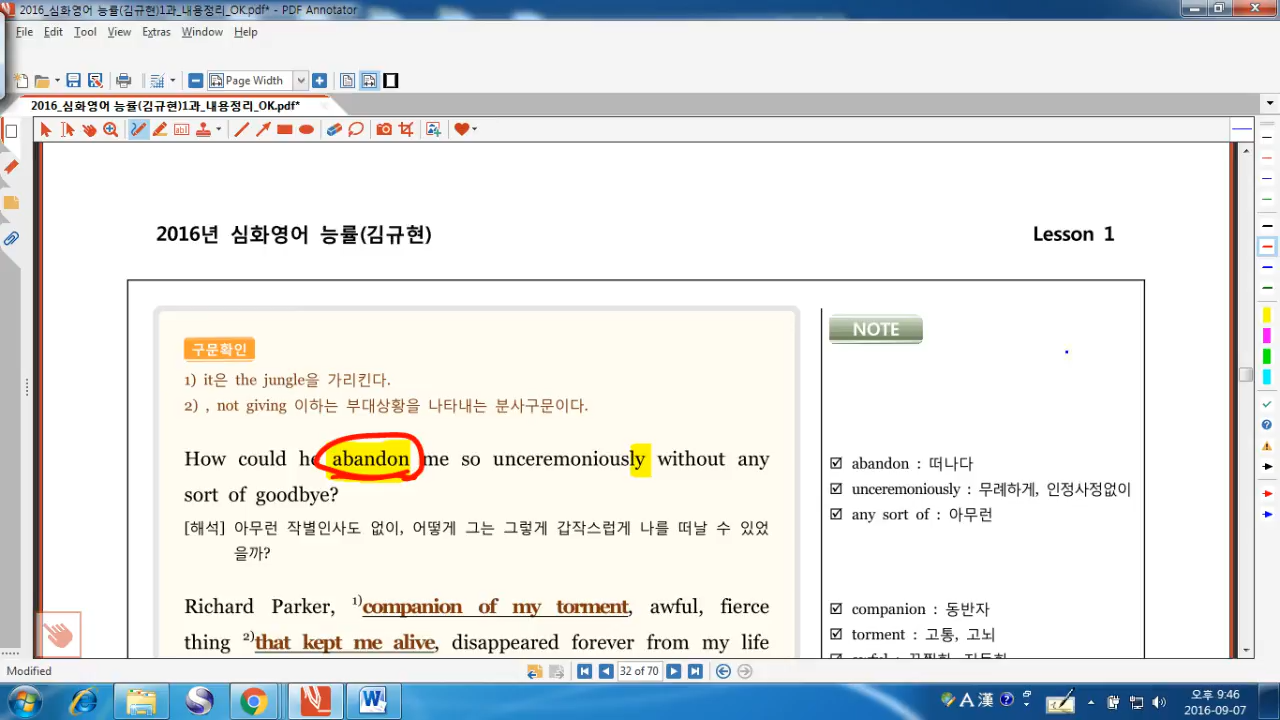 2016_심화영어 능률(김규현)1과_내용정리_OK.pdf* - PDF Annotator
File Edit Tool View Extras Window Help
Page Width
2016_심화영어 능률(김규현)1과_내용정리_OK.pdf*
2016년 심화영어 능률(김규현)
Lesson 1
구문확인
1) it은 the jungle을 가리킨다.
2) , not giving 이하는 부대상황을 나타내는 분사구문이다.
How could he abandon me so unceremoniously without any
sort of goodbye?
[해석] 아무런 작별인사도 없이, 어떻게 그는 그렇게 갑작스럽게 나를 떠날 수 있었
을까?
Richard Parker, 1)companion of my torment, awful, fierce
thing 2)that kept me alive, disappeared forever from my life
NOTE
abandon : 떠나다
unceremoniously : 무례하게, 인정사정없이
any sort of : 아무런
companion : 동반자
torment : 고통, 고뇌
Modified
32 of 70
A 漢
오후 9:46
2016-09-07